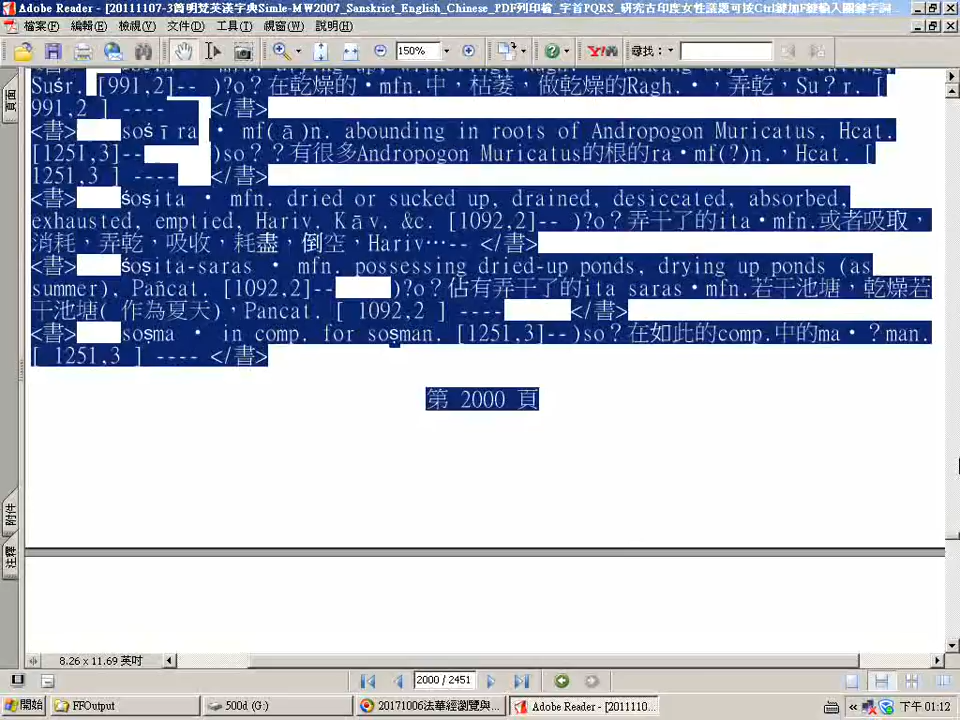 Adobe Reader - [20111107-3簡明梵英漢字典Simle-MW2007_Sanskrict_English_Chinese_PDF列印檔_字首PQRS_研究古印度女性議題可按Ctrl鍵加F鍵輸入關鍵字詞...
檔案(F) 編輯(E) 檢視(V) 文件(D) 工具(T) 視窗(W) 說明(H)
150% 尋找:
頁面
Suśr. [991,2]-- )?o？在乾燥的・mfn.中，枯萎，做乾燥的Ragh.，弄乾，Su？r. [
991,2 ] ---- </書>
<書> sośīra ・ mf(ā)n. abounding in roots of Andropogon Muricatus, Hcat.
[1251,3]-- )so？？有很多Andropogon Muricatus的根的ra・mf(?)n.，Hcat. [
1251,3 ] ---- </書>
<書> śoṣita ・ mfn. dried or sucked up, drained, desiccated, absorbed,
exhausted, emptied, Hariv. Kāv. &c. [1092,2]-- )?o？弄干了的ita・mfn.或者吸取，
消耗，弄乾，吸收，耗盡，倒空，Hariv…-- </書>
<書> śoṣita-saras ・ mfn. possessing dried-up ponds, drying up ponds (as
summer), Pañcat. [1092,2]-- )?o？佔有弄干了的ita saras・mfn.若干池塘，乾燥若
干池塘( 作為夏天)，Pancat. [ 1092,2 ] ---- </書>
<書> soṣma ・ in comp. for soṣman. [1251,3]--)so？在如此的comp.中的ma・？man.
[ 1251,3 ] ---- </書>
第 2000 頁
附件
注釋
8.26 x 11.69 英吋
2000 / 2451
開始 FFOutput 500d (G:) 20171006法華經瀏覽與... Adobe Reader - [2011110... 下午 01:12